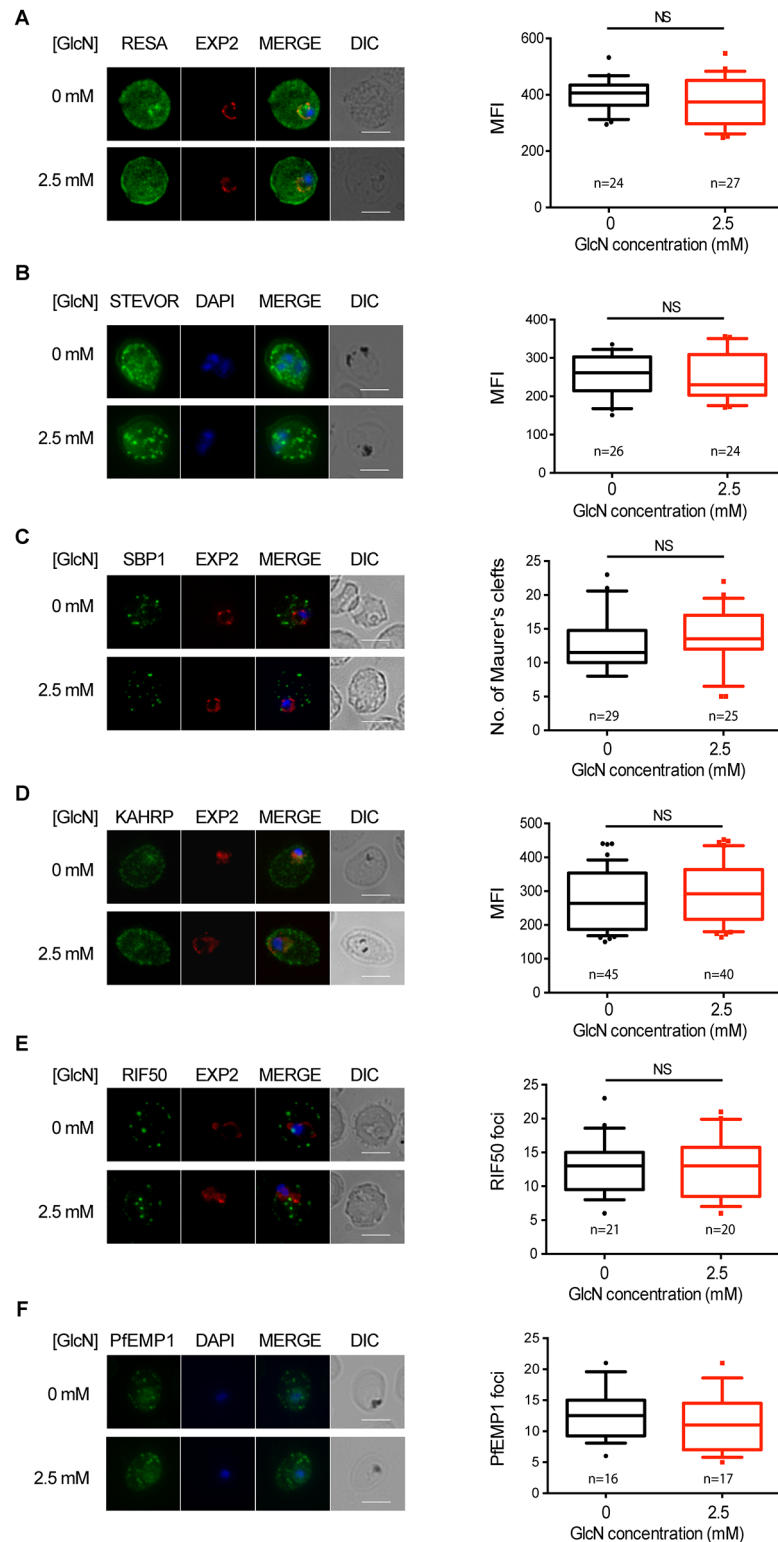 A
[GlcN] RESA EXP2 MERGE DIC
0 mM
2.5 mM
NS
MFI
600
400
200
0
n=24 n=27
0 2.5
GlcN concentration (mM)
B
[GlcN] STEVOR DAPI MERGE DIC
0 mM
2.5 mM
NS
MFI
400
300
200
100
0
n=26 n=24
0 2.5
GlcN concentration (mM)
C
[GlcN] SBP1 EXP2 MERGE DIC
0 mM
2.5 mM
NS
No. of Maurer's clefts
25
20
15
10
5
0
n=29 n=25
0 2.5
GlcN concentration (mM)
D
[GlcN] KAHRP EXP2 MERGE DIC
0 mM
2.5 mM
NS
MFI
500
400
300
200
100
0
n=45 n=40
0 2.5
GlcN concentration (mM)
E
[GlcN] RIF50 EXP2 MERGE DIC
0 mM
2.5 mM
NS
RIF50 foci
25
20
15
10
5
0
n=21 n=20
0 2.5
GlcN concentration (mM)
F
[GlcN] PfEMP1 DAPI MERGE DIC
0 mM
2.5 mM
PfEMP1 foci
25
20
15
10
5
0
n=16 n=17
0 2.5
GlcN concentration (mM)